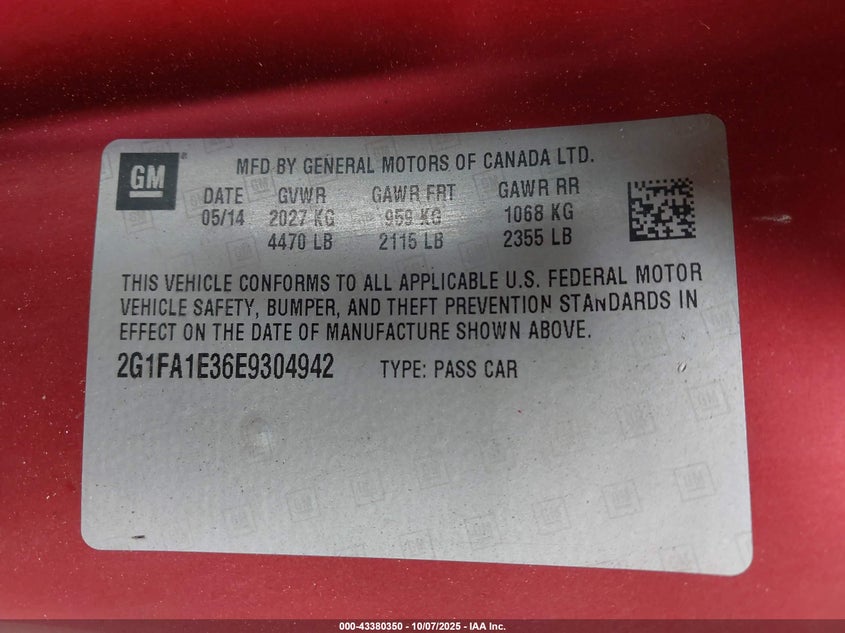 GM
MFD BY GENERAL MOTORS OF CANADA LTD.
DATE GVWR GAWR FRT GAWR RR
05/14 2027 KG 959 KG 1068 KG
4470 LB 2115 LB 2355 LB
THIS VEHICLE CONFORMS TO ALL APPLICABLE U.S. FEDERAL MOTOR
VEHICLE SAFETY, BUMPER, AND THEFT PREVENTION STANDARDS IN
EFFECT ON THE DATE OF MANUFACTURE SHOWN ABOVE.
2G1FA1E36E9304942 TYPE: PASS CAR
000-43380350 | 10/07/2025 - IAA Inc.